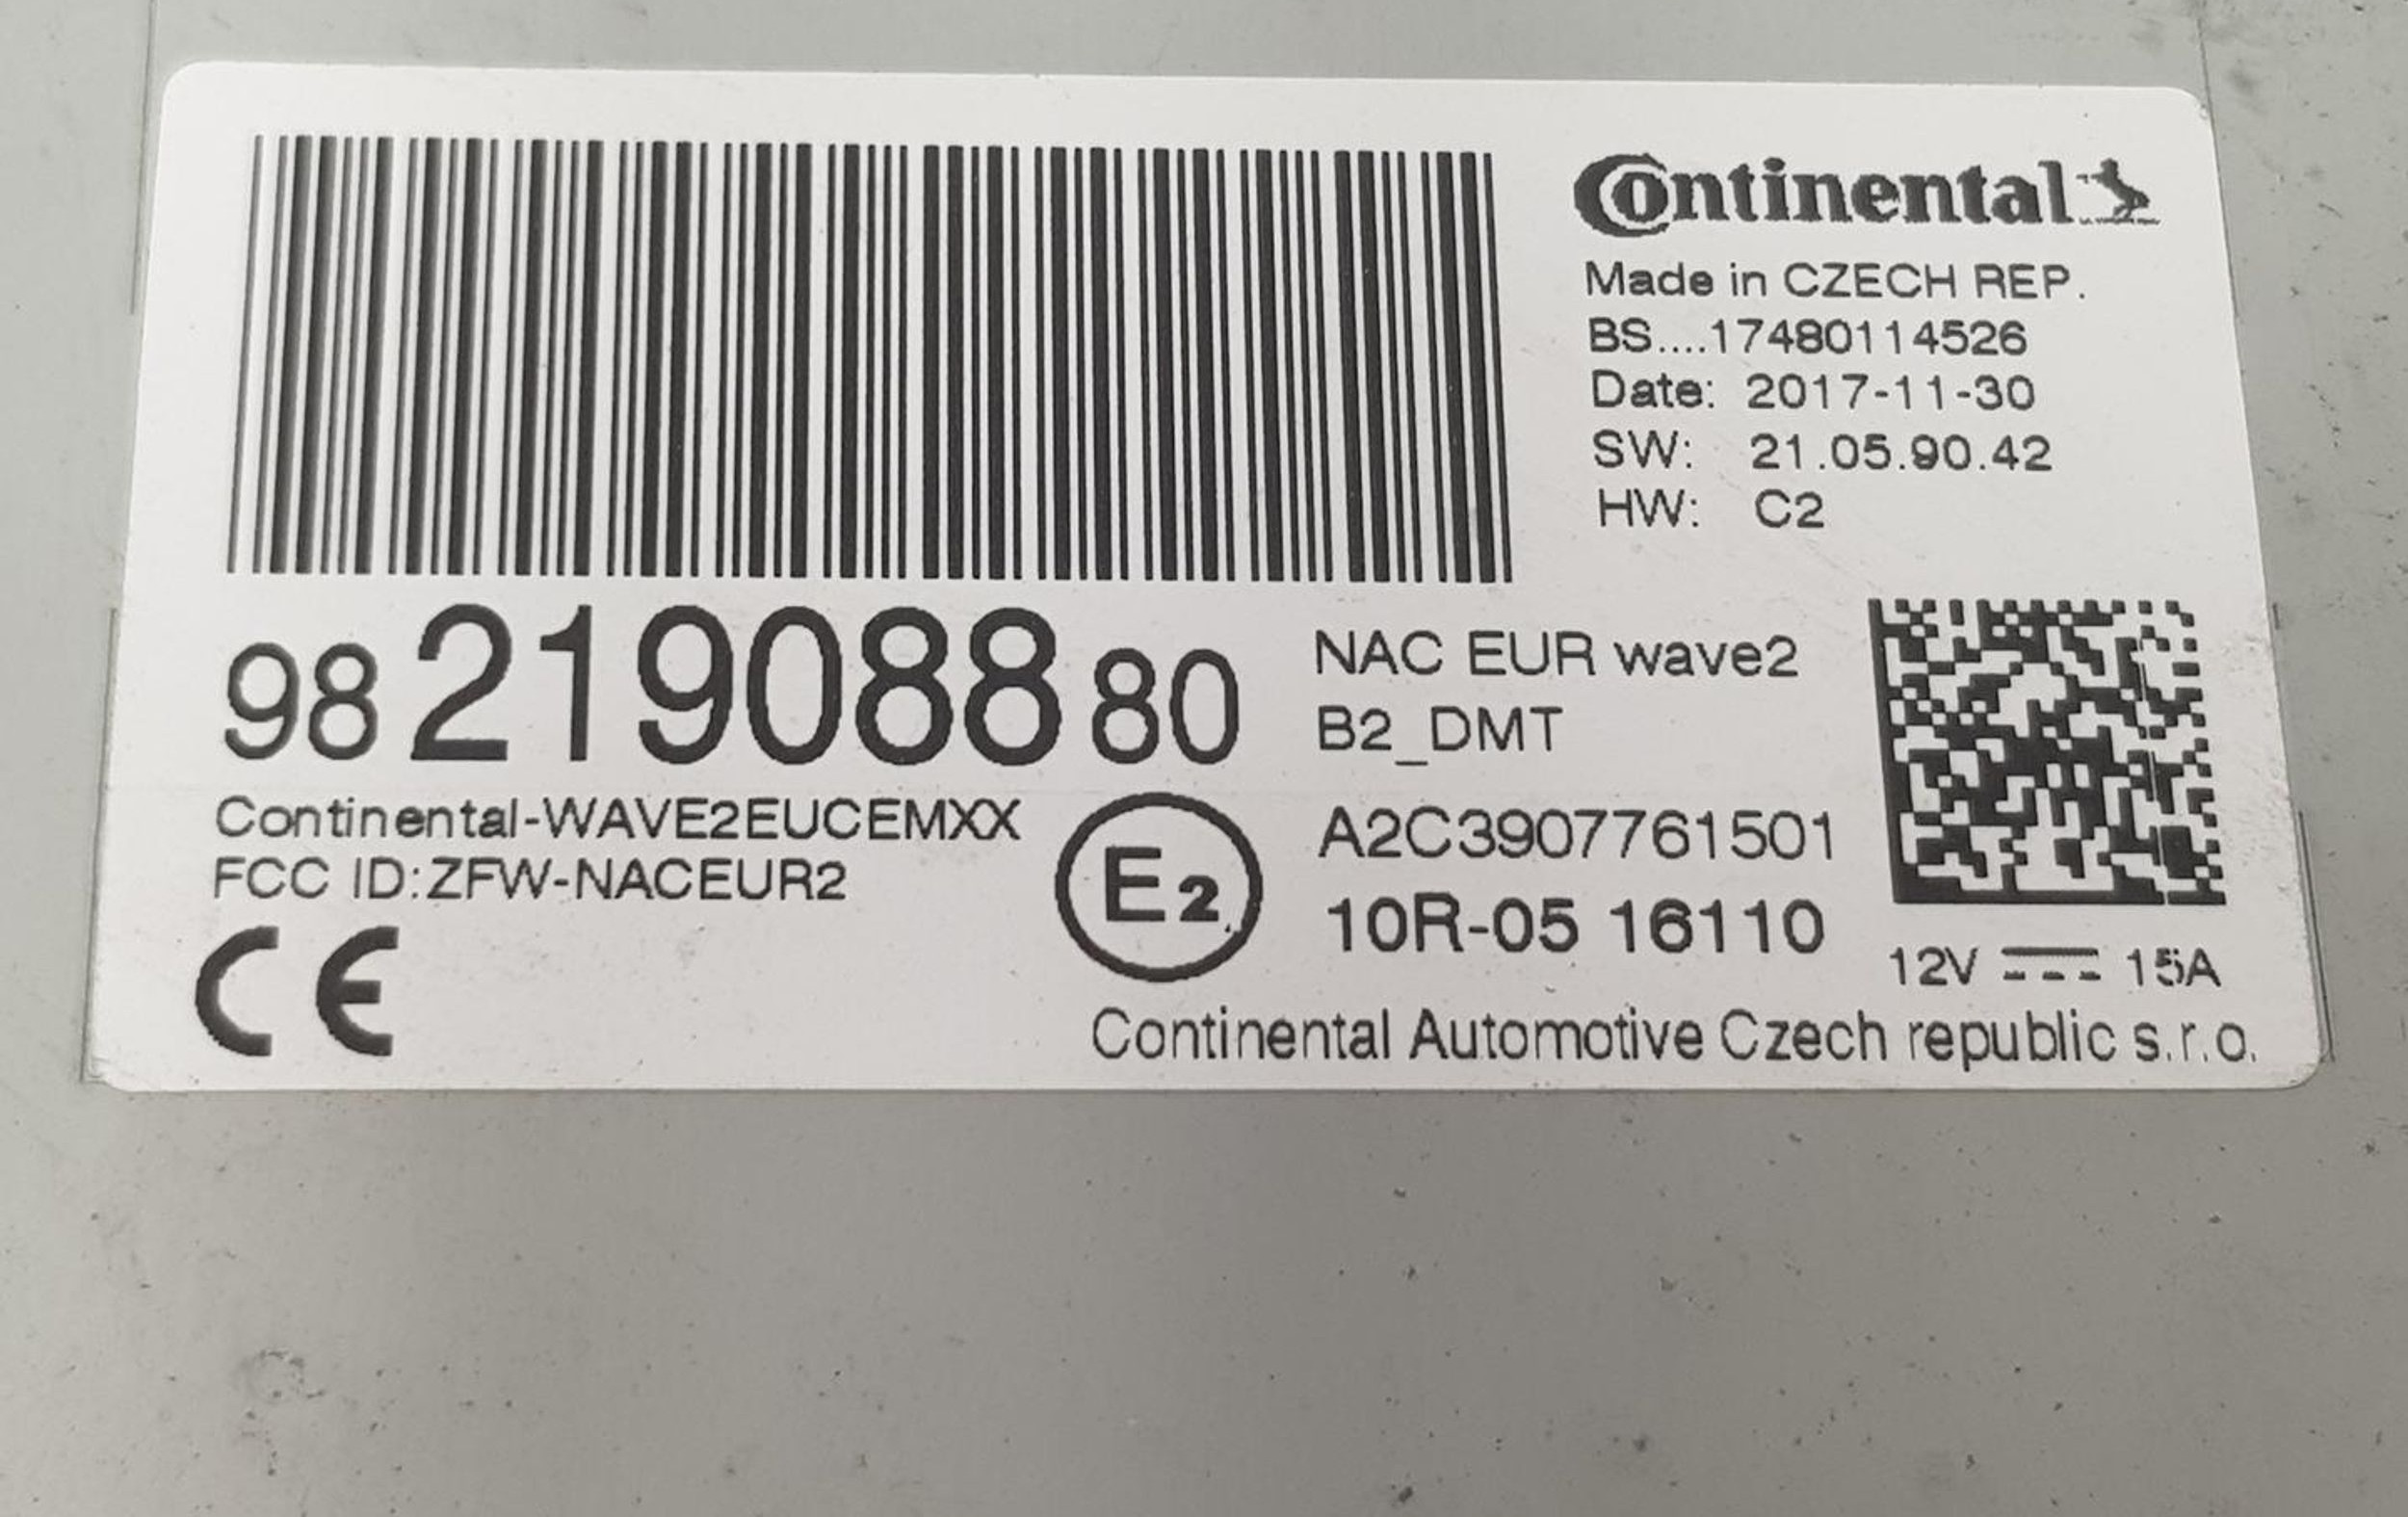 Continental
Made in CZECH REP.
BS....17480114526
Date: 2017-11-30
SW: 21.05.90.42
HW: C2
98 219088 80
NAC EUR wave2
B2_DMT
Continental-WAVE2EUCEMXX
FCC ID:ZFW-NACEUR2
CE
E2
A2C3907761501
10R-05 16110
12V 15A
Continental Automotive Czech republic s.r.o.